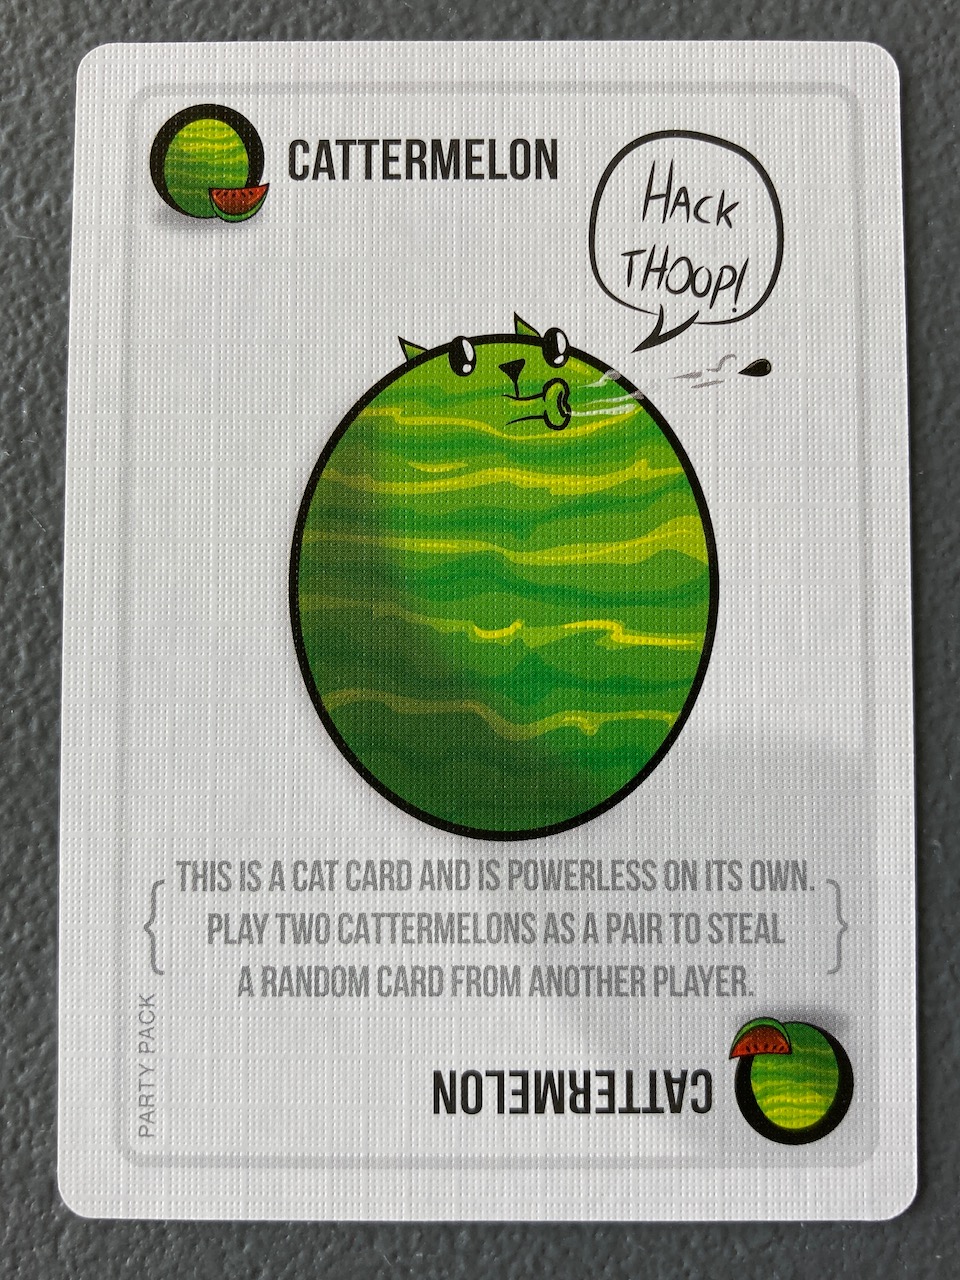 CATTERMELON
HACK
THOOP!
THIS IS A CAT CARD AND IS POWERLESS ON ITS OWN.
PLAY TWO CATTERMELONS AS A PAIR TO STEAL
A RANDOM CARD FROM ANOTHER PLAYER.
PARTY PACK
CATTERMELON